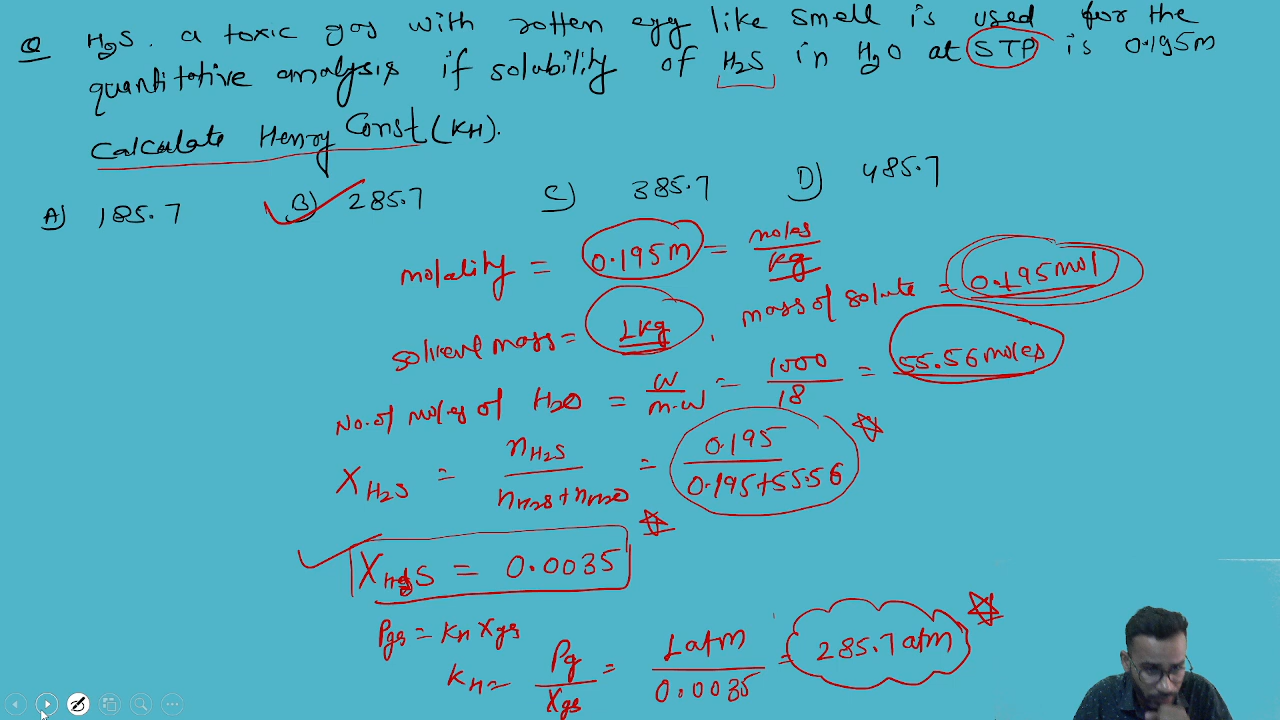 Q H2S. a toxic gas with rotten egg like smell is used for the
quantitative analysis if solubility of H2S in H2O at STP is 0.195m
Calculate Henry Const (KH).
A) 185.7 B) 285.7 C) 385.7 D) 485.7
molality = 0.195m = moles/kg
solvent mass = 1kg, mass of solute = 0.195mol
No. of moles of H2O = W/m.w = 1000/18 = 55.56 moles
XH2S = nH2S/nH2S+nH2O = 0.195/0.195+55.56
XH2S = 0.0035
Pgs = KH Xgs
KH = Pg/Xgs = 1atm/0.0035 = 285.7 atm